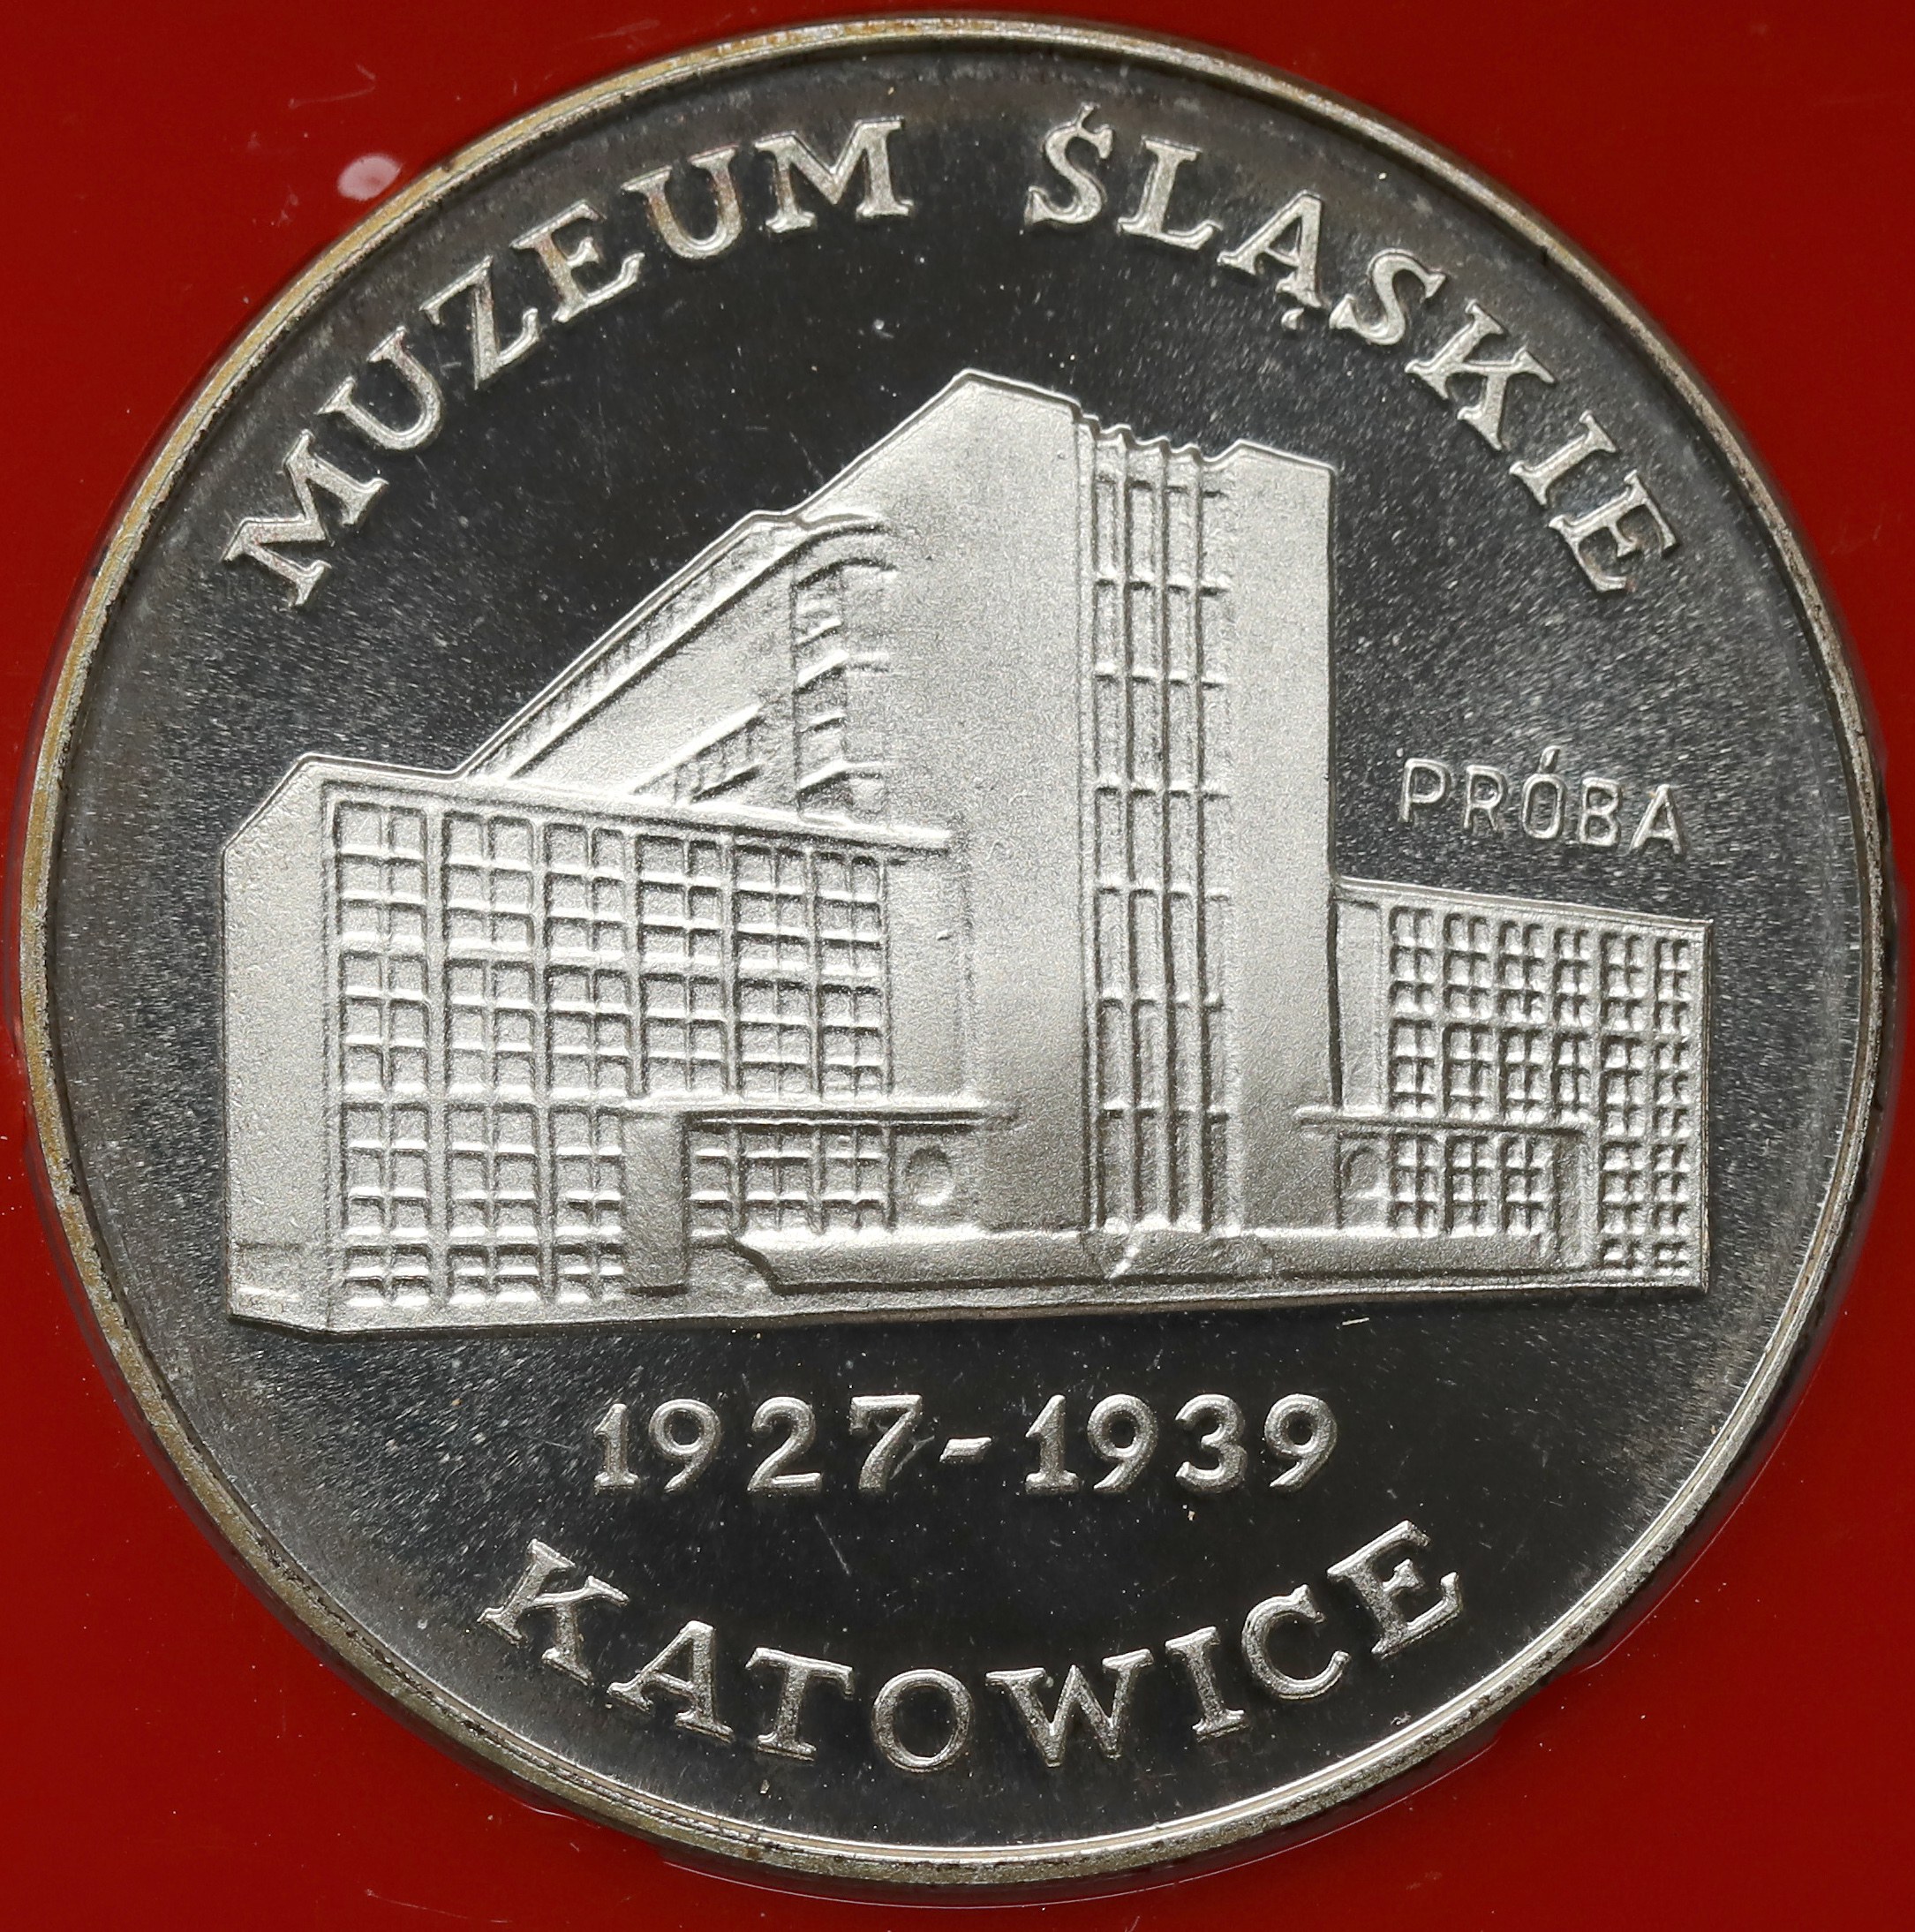 MUZEUM ŚLĄSKIE
PRÓBA
1927-1939
KATOWICE